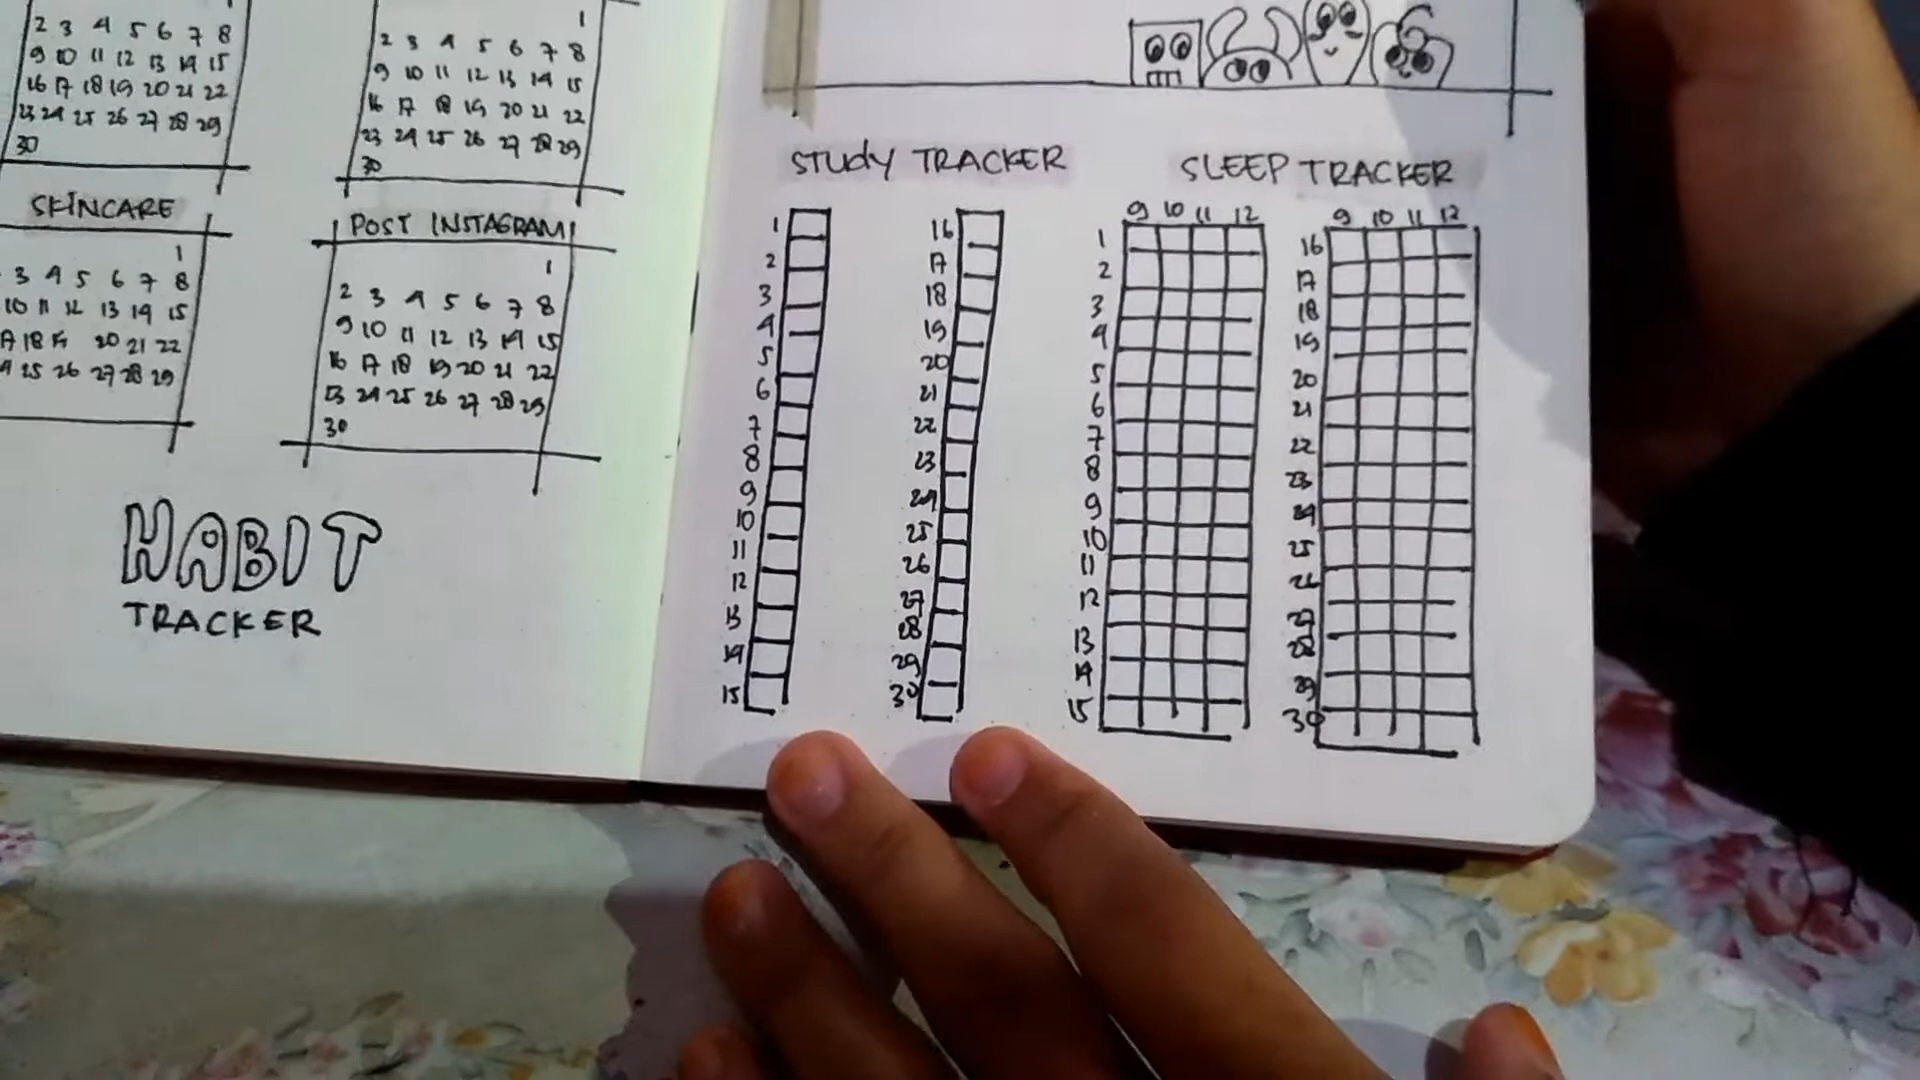 2 3 4 5 6 7 8
9 10 11 12 13 14 15
16 17 18 19 20 21 22
23 24 25 26 27 28 29
30
1
2 3 4 5 6 7 8
9 10 11 12 13 14 15
16 17 18 19 20 21 22
23 24 25 26 27 28 29
30
SKINCARE
1
3 4 5 6 7 8
10 11 12 13 14 15
17 18 19 20 21 22
24 25 26 27 28 29
POST INSTAGRAM
1
2 3 4 5 6 7 8
9 10 11 12 13 14 15
16 17 18 19 20 21 22
23 24 25 26 27 28 29
30
HABIT
TRACKER
STUDY TRACKER
1
2
3
4
5
6
7
8
9
10
11
12
13
14
15
16
17
18
19
20
21
22
23
24
25
26
27
28
29
30
SLEEP TRACKER
9 10 11 12
1
2
3
4
5
6
7
8
9
10
11
12
13
14
15
9 10 11 12
16
17
18
19
20
21
22
23
24
25
26
27
28
29
30